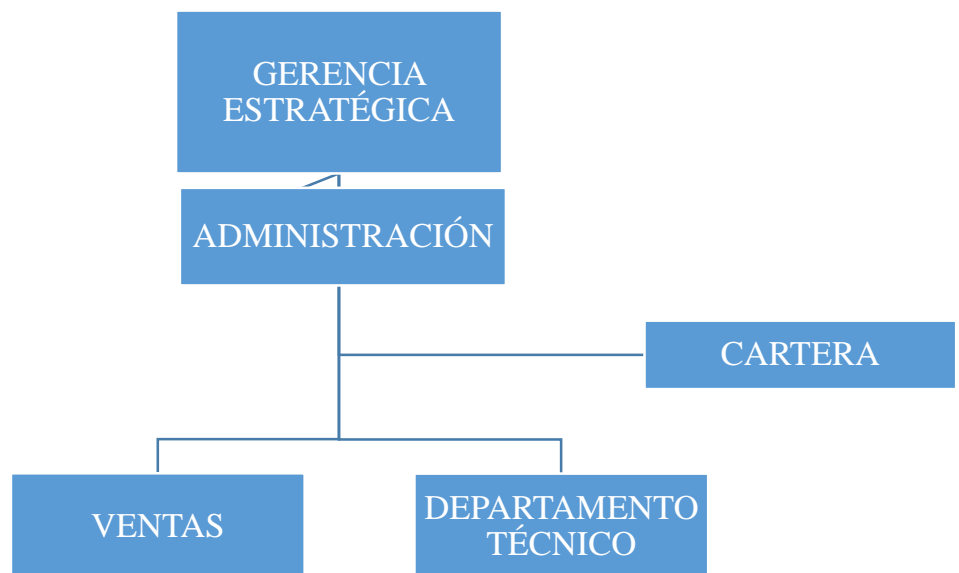 GERENCIA
ESTRATÉGICA
ADMINISTRACIÓN
CARTERA
VENTAS
DEPARTAMENTO
TÉCNICO